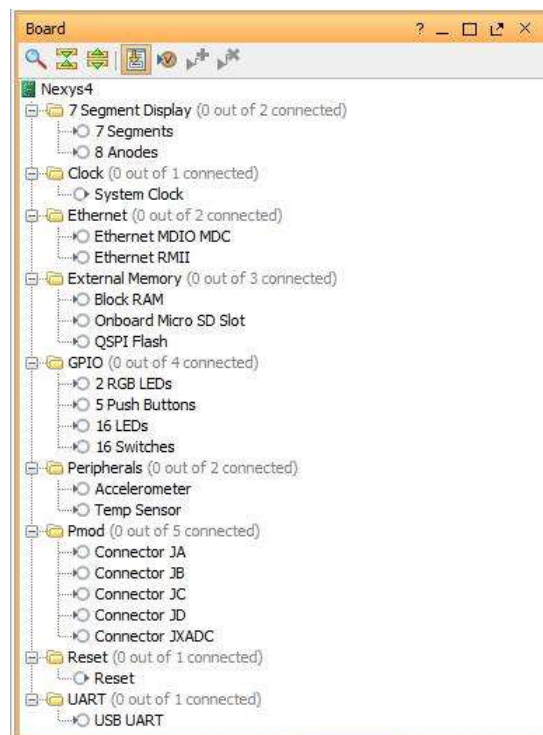 Board
Nexys4
7 Segment Display (0 out of 2 connected)
7 Segments
8 Anodes
Clock (0 out of 1 connected)
System Clock
Ethernet (0 out of 2 connected)
Ethernet MDIO MDC
Ethernet RMII
External Memory (0 out of 3 connected)
Block RAM
Onboard Micro SD Slot
QSPI Flash
GPIO (0 out of 4 connected)
2 RGB LEDs
5 Push Buttons
16 LEDs
16 Switches
Peripherals (0 out of 2 connected)
Accelerometer
Temp Sensor
Pmod (0 out of 5 connected)
Connector JA
Connector JB
Connector JC
Connector JD
Connector JXADC
Reset (0 out of 1 connected)
Reset
UART (0 out of 1 connected)
USB UART